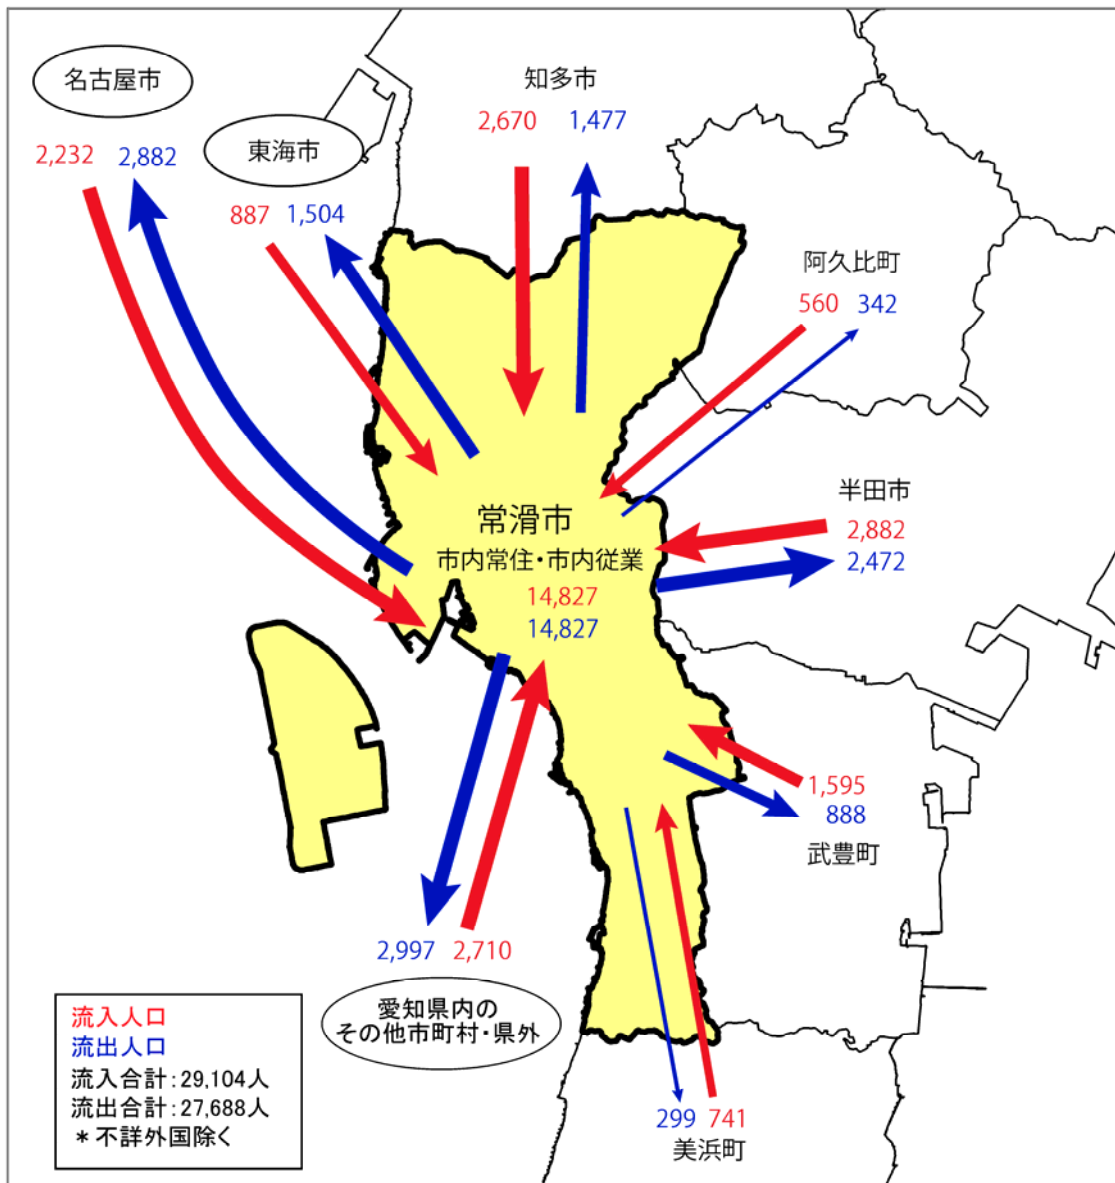 名古屋市
2,232 2,882
東海市
887 1,504
知多市
2,670 1,477
阿久比町
560 342
半田市
2,882
2,472
常滑市
市内常住・市内従業
14,827
14,827
1,595
888
武豊町
2,997 2,710
愛知県内の
その他市町村・県外
299 741
美浜町
流入人口
流出人口
流入合計:29,104人
流出合計:27,688人
＊不詳外国除く